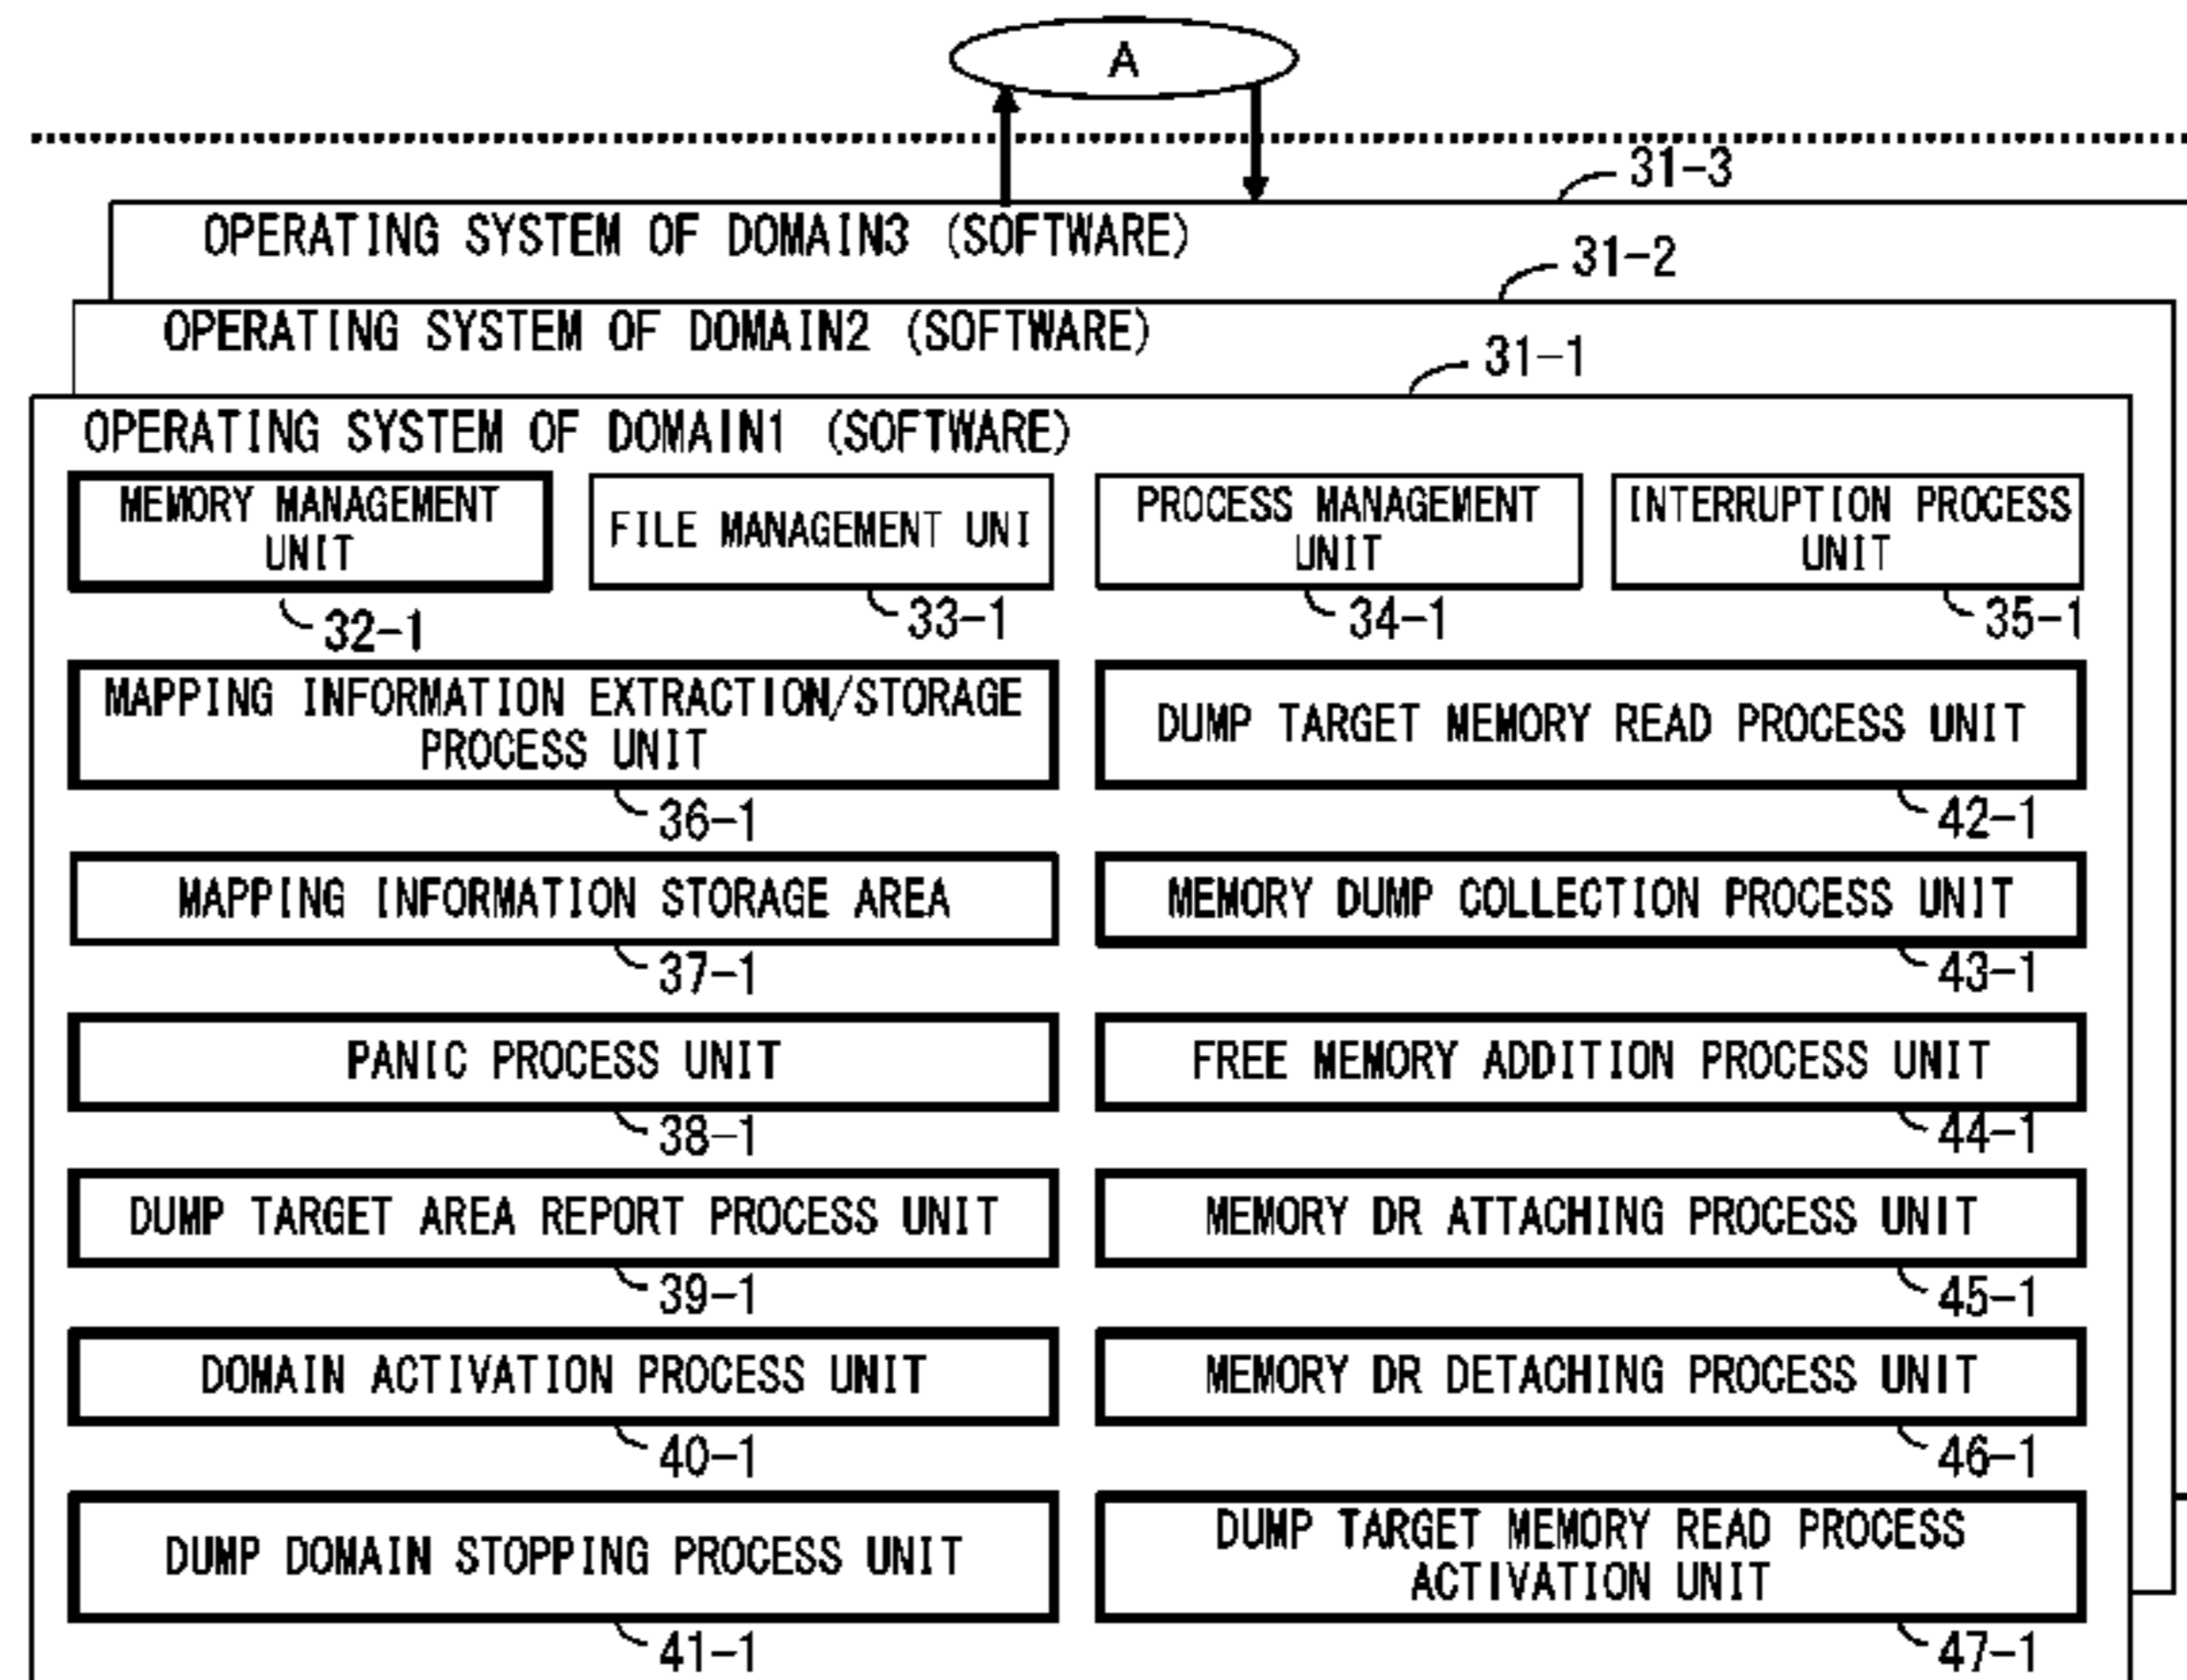 A
31-3
OPERATING SYSTEM OF DOMAIN3 (SOFTWARE)
31-2
OPERATING SYSTEM OF DOMAIN2 (SOFTWARE)
31-1
OPERATING SYSTEM OF DOMAIN1 (SOFTWARE)
MEMORY MANAGEMENT
UNIT
32-1
FILE MANAGEMENT UNI
33-1
PROCESS MANAGEMENT
UNIT
34-1
INTERRUPTION PROCESS
UNIT
35-1
MAPPING INFORMATION EXTRACTION/STORAGE
PROCESS UNIT
36-1
DUMP TARGET MEMORY READ PROCESS UNIT
42-1
MAPPING INFORMATION STORAGE AREA
37-1
MEMORY DUMP COLLECTION PROCESS UNIT
43-1
PANIC PROCESS UNIT
38-1
FREE MEMORY ADDITION PROCESS UNIT
44-1
DUMP TARGET AREA REPORT PROCESS UNIT
39-1
MEMORY DR ATTACHING PROCESS UNIT
45-1
DOMAIN ACTIVATION PROCESS UNIT
40-1
MEMORY DR DETACHING PROCESS UNIT
46-1
DUMP DOMAIN STOPPING PROCESS UNIT
41-1
DUMP TARGET MEMORY READ PROCESS
ACTIVATION UNIT
47-1